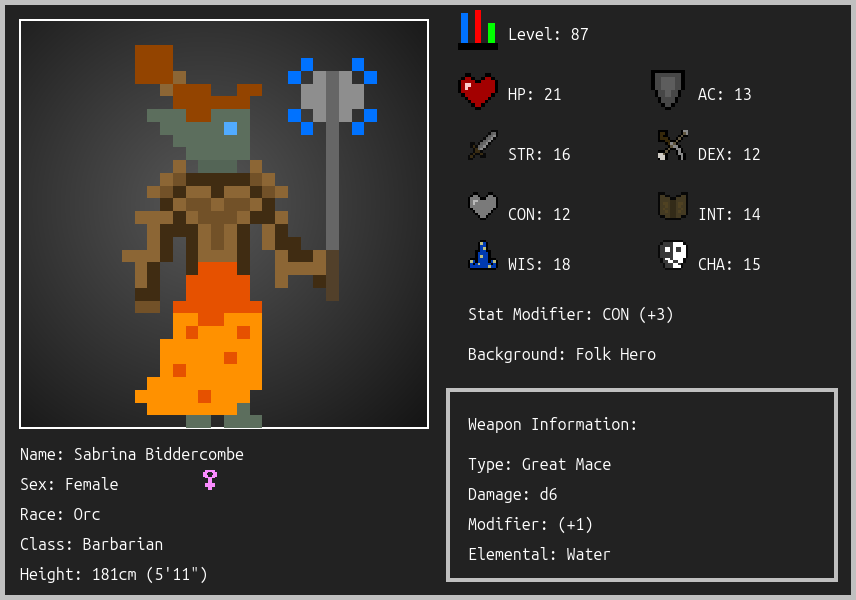 Level: 87
HP: 21
AC: 13
STR: 16
DEX: 12
CON: 12
INT: 14
WIS: 18
CHA: 15
Stat Modifier: CON (+3)
Background: Folk Hero
Weapon Information:
Type: Great Mace
Damage: d6
Modifier: (+1)
Elemental: Water
Name: Sabrina Biddercombe
Sex: Female
Race: Orc
Class: Barbarian
Height: 181cm (5'11")